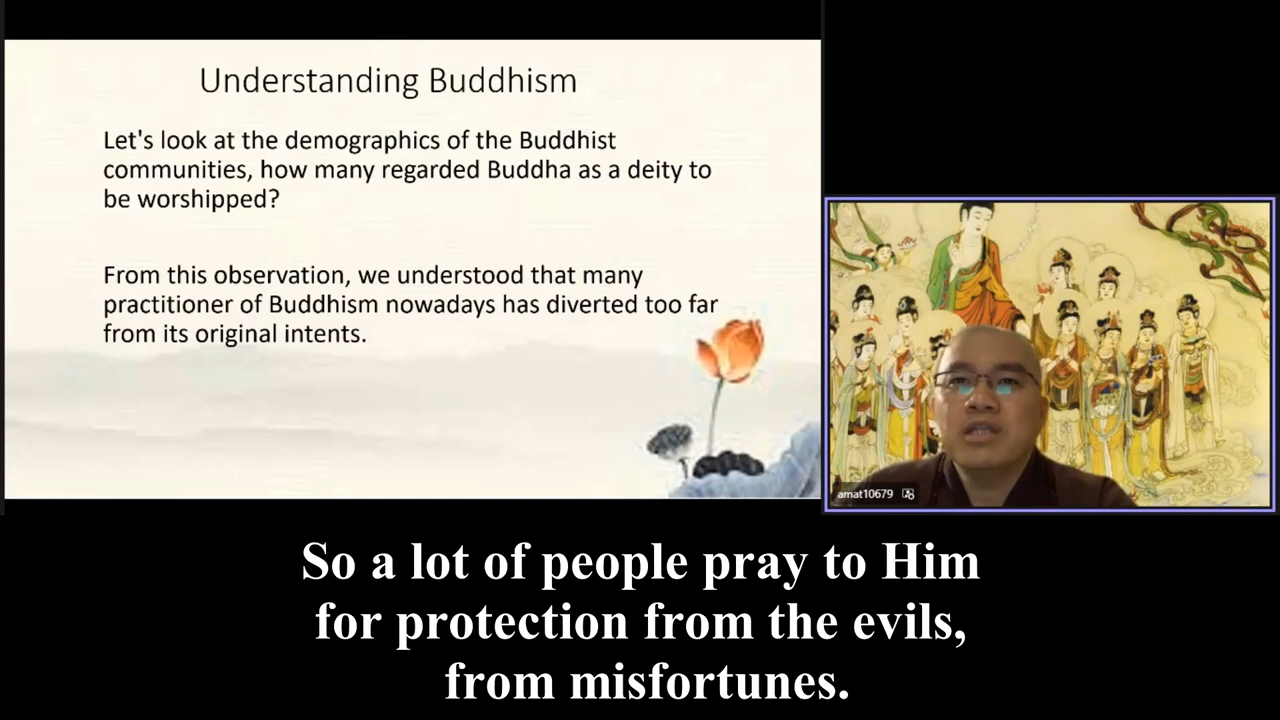 Understanding Buddhism
Let's look at the demographics of the Buddhist
communities, how many regarded Buddha as a deity to
be worshipped?
From this observation, we understood that many
practitioner of Buddhism nowadays has diverted too far
from its original intents.
amat10679
So a lot of people pray to Him
for protection from the evils,
from misfortunes.